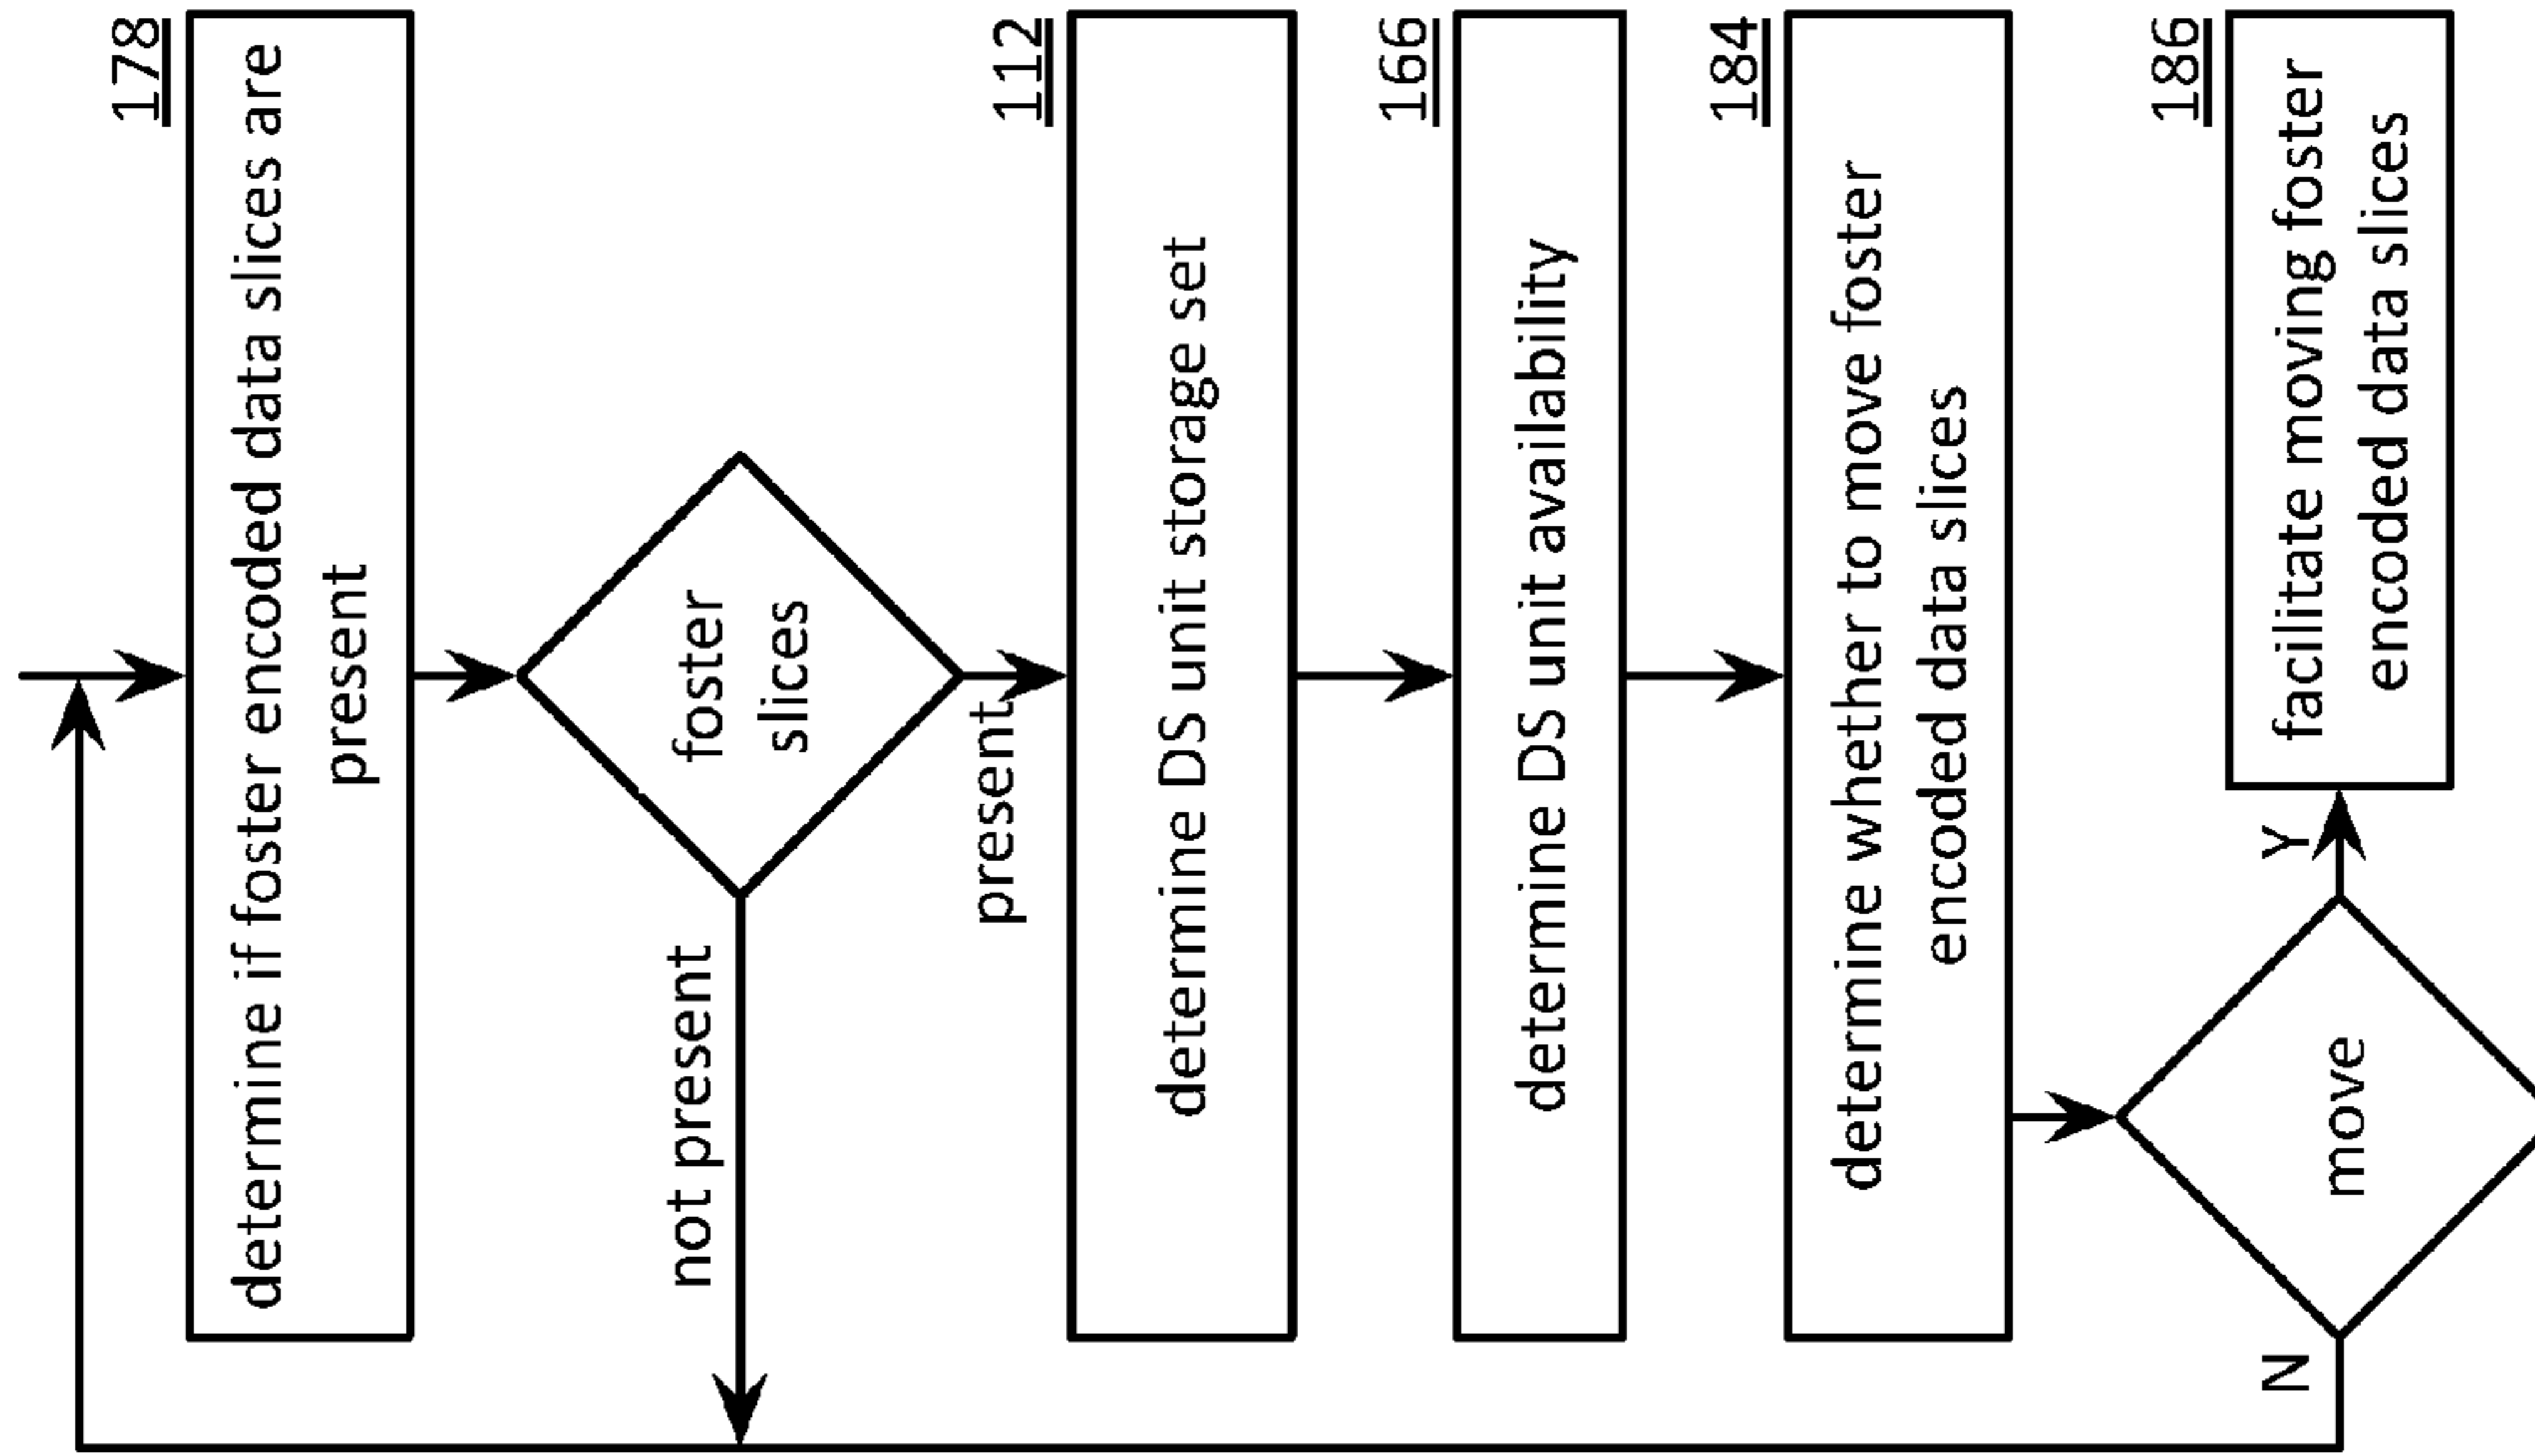 178
determine if foster encoded data slices are
present
foster
slices
not present
present
112
determine DS unit storage set
166
determine DS unit availability
184
determine whether to move foster
encoded data slices
move
N
Y
186
facilitate moving foster
encoded data slices